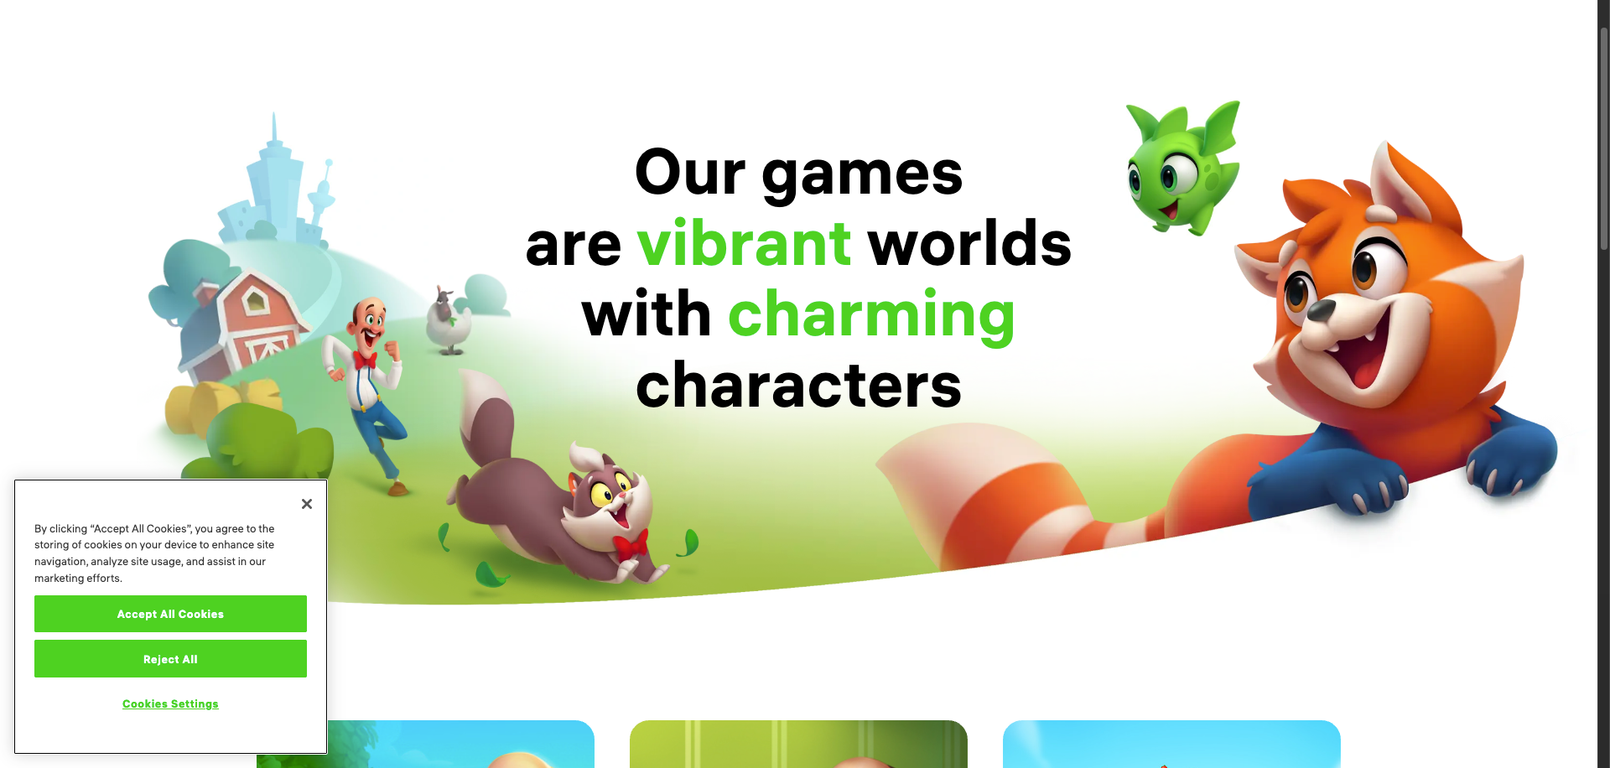 Our games
are vibrant worlds
with charming
characters
By clicking “Accept All Cookies”, you agree to the
storing of cookies on your device to enhance site
navigation, analyze site usage, and assist in our
marketing efforts.
Accept All Cookies
Reject All
Cookies Settings